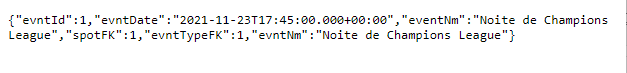 {"evntId":1,"evntDate":"2021-11-23T17:45:00.000+00:00","eventNm":"Noite de Champions
League","spotFK":1,"evntTypeFK":1,"evntNm":"Noite de Champions League"}